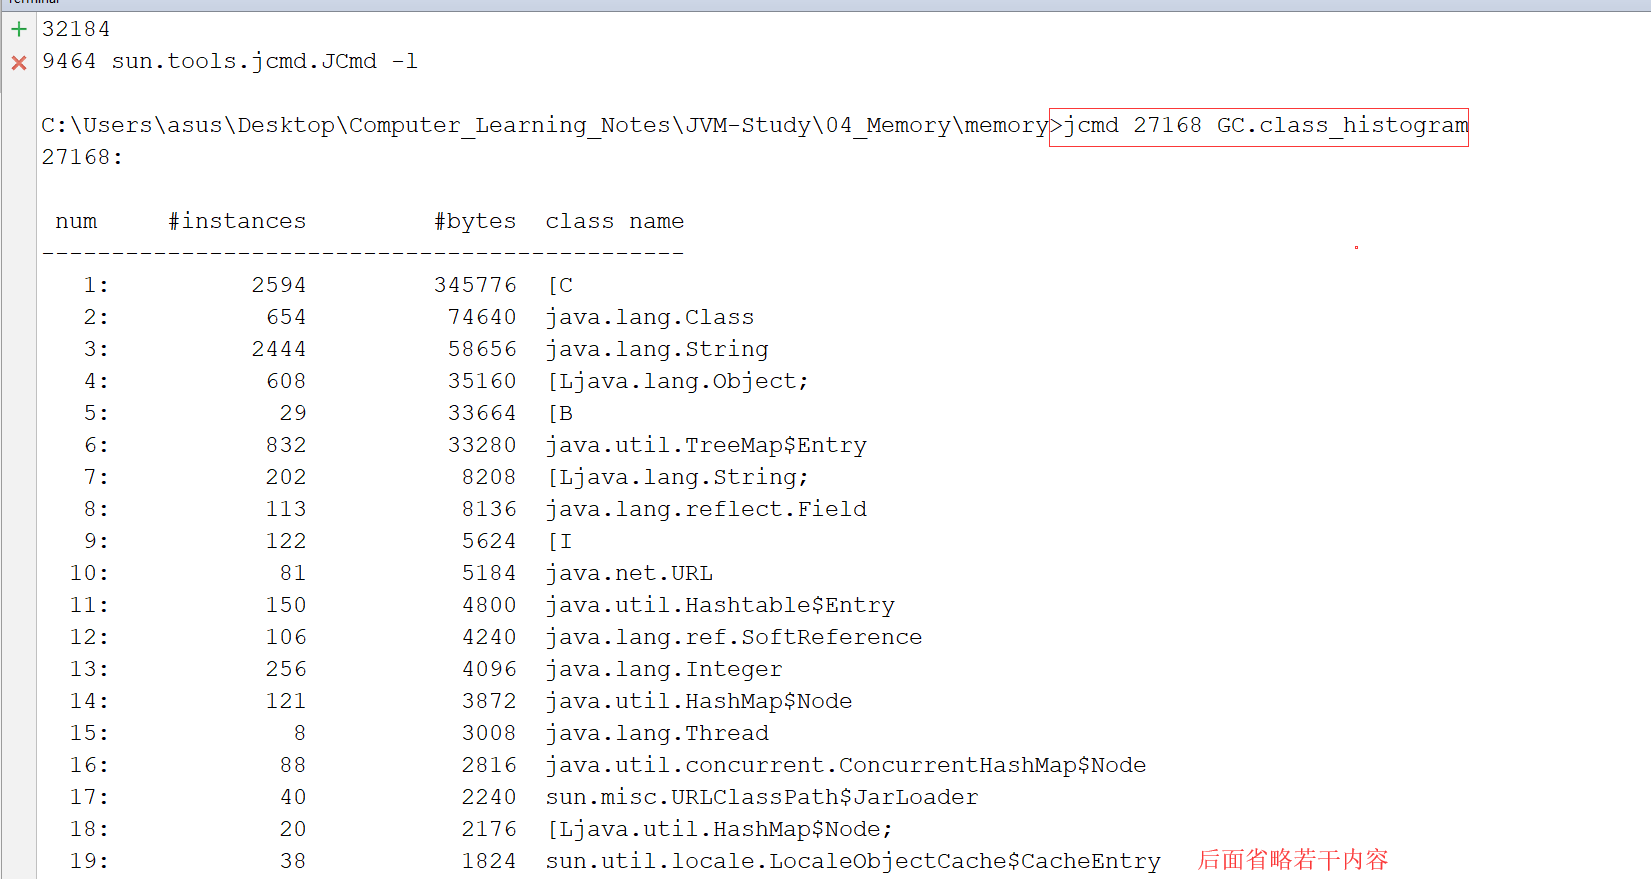 Terminal
32184
9464 sun.tools.jcmd.JCmd -l
C:\Users\asus\Desktop\Computer_Learning_Notes\JVM-Study\04_Memory\memory>jcmd 27168 GC.class_histogram
27168:
num #instances #bytes class name
----------------------------------------------
1: 2594 345776 [C
2: 654 74640 java.lang.Class
3: 2444 58656 java.lang.String
4: 608 35160 [Ljava.lang.Object;
5: 29 33664 [B
6: 832 33280 java.util.TreeMap$Entry
7: 202 8208 [Ljava.lang.String;
8: 113 8136 java.lang.reflect.Field
9: 122 5624 [I
10: 81 5184 java.net.URL
11: 150 4800 java.util.Hashtable$Entry
12: 106 4240 java.lang.ref.SoftReference
13: 256 4096 java.lang.Integer
14: 121 3872 java.util.HashMap$Node
15: 8 3008 java.lang.Thread
16: 88 2816 java.util.concurrent.ConcurrentHashMap$Node
17: 40 2240 sun.misc.URLClassPath$JarLoader
18: 20 2176 [Ljava.util.HashMap$Node;
19: 38 1824 sun.util.locale.LocaleObjectCache$CacheEntry 后面省略若干内容